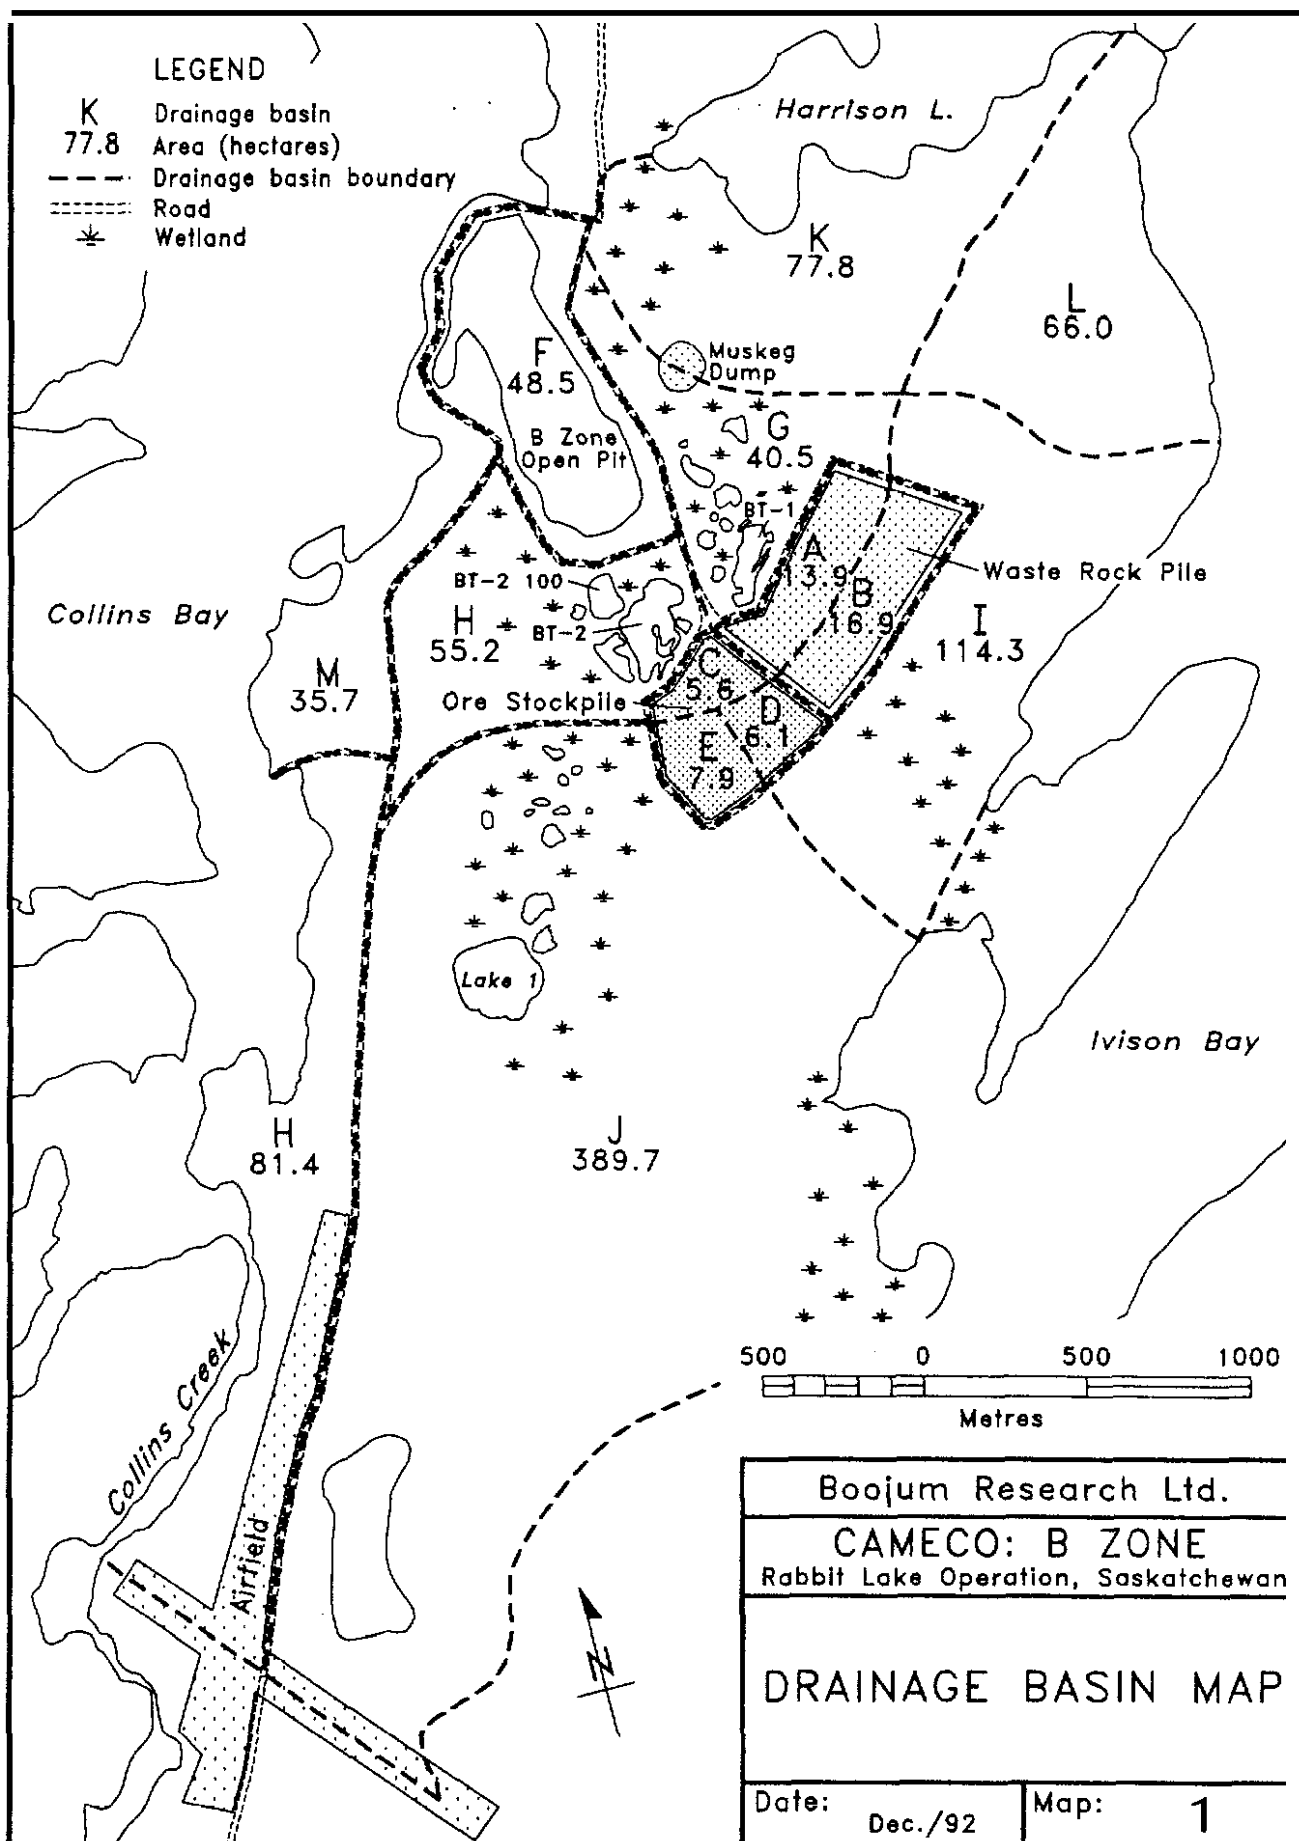 LEGEND
K Drainage basin
77.8 Area (hectares)
Drainage basin boundary
Road
Wetland
Harrison L.
K
77.8
L
66.0
F
48.5
Muskeg
Dump
B Zone
Open Pit
G
40.5
BT-1
A
13.9
Waste Rock Pile
B
16.9
BT-2 100
Collins Bay
H
55.2
BT-2
I
114.3
M
35.7
C
5.6
Ore Stockpile
D
6.1
E
7.9
Lake 1
Ivison Bay
H
81.4
J
389.7
Collins Creek
Airfield
500 0 500 1000
Metres
N
Boojum Research Ltd.
CAMECO: B ZONE
Rabbit Lake Operation, Saskatchewan
DRAINAGE BASIN MAP
Date: Dec./92
Map: 1